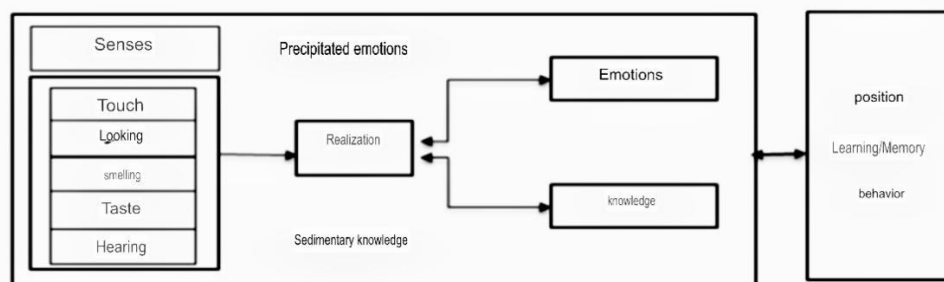 Senses
Touch
Looking
smelling
Taste
Hearing
Precipitated emotions
Realization
Sedimentary knowledge
Emotions
knowledge
position
Learning/Memory
behavior